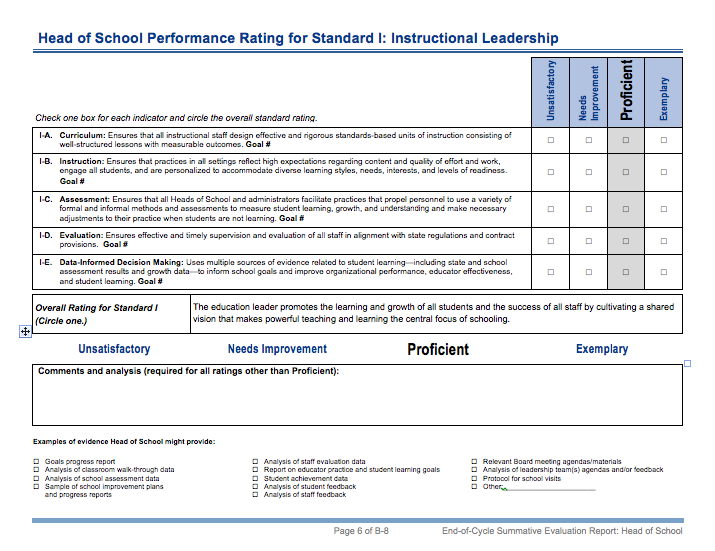 Head of School Performance Rating for Standard I: Instructional Leadership
Check one box for each indicator and circle the overall standard rating.
Unsatisfactory
Needs
Improvement
Proficient
Exemplary
I-A. Curriculum: Ensures that all instructional staff design effective and rigorous standards-based units of instruction consisting of
well-structured lessons with measurable outcomes. Goal #
I-B. Instruction: Ensures that practices in all settings reflect high expectations regarding content and quality of effort and work,
engage all students, and are personalized to accommodate diverse learning styles, needs, interests, and levels of readiness.
Goal #
I-C. Assessment: Ensures that all Heads of School and administrators facilitate practices that propel personnel to use a variety of
formal and informal methods and assessments to measure student learning, growth, and understanding and make necessary
adjustments to their practice when students are not learning. Goal #
I-D. Evaluation: Ensures effective and timely supervision and evaluation of all staff in alignment with state regulations and contract
provisions. Goal #
I-E. Data-Informed Decision Making: Uses multiple sources of evidence related to student learning—including state and school
assessment results and growth data—to inform school goals and improve organizational performance, educator effectiveness,
and student learning. Goal #
Overall Rating for Standard I
(Circle one.)
The education leader promotes the learning and growth of all students and the success of all staff by cultivating a shared
vision that makes powerful teaching and learning the central focus of schooling.
Unsatisfactory Needs Improvement Proficient Exemplary
Comments and analysis (required for all ratings other than Proficient):
Examples of evidence Head of School might provide:
Goals progress report
Analysis of classroom walk-through data
Analysis of school assessment data
Sample of school improvement plans
and progress reports
Analysis of staff evaluation data
Report on educator practice and student learning goals
Student achievement data
Analysis of student feedback
Analysis of staff feedback
Relevant Board meeting agendas/materials
Analysis of leadership team(s) agendas and/or feedback
Protocol for school visits
Other:
Page 6 of B-8 End-of-Cycle Summative Evaluation Report: Head of School